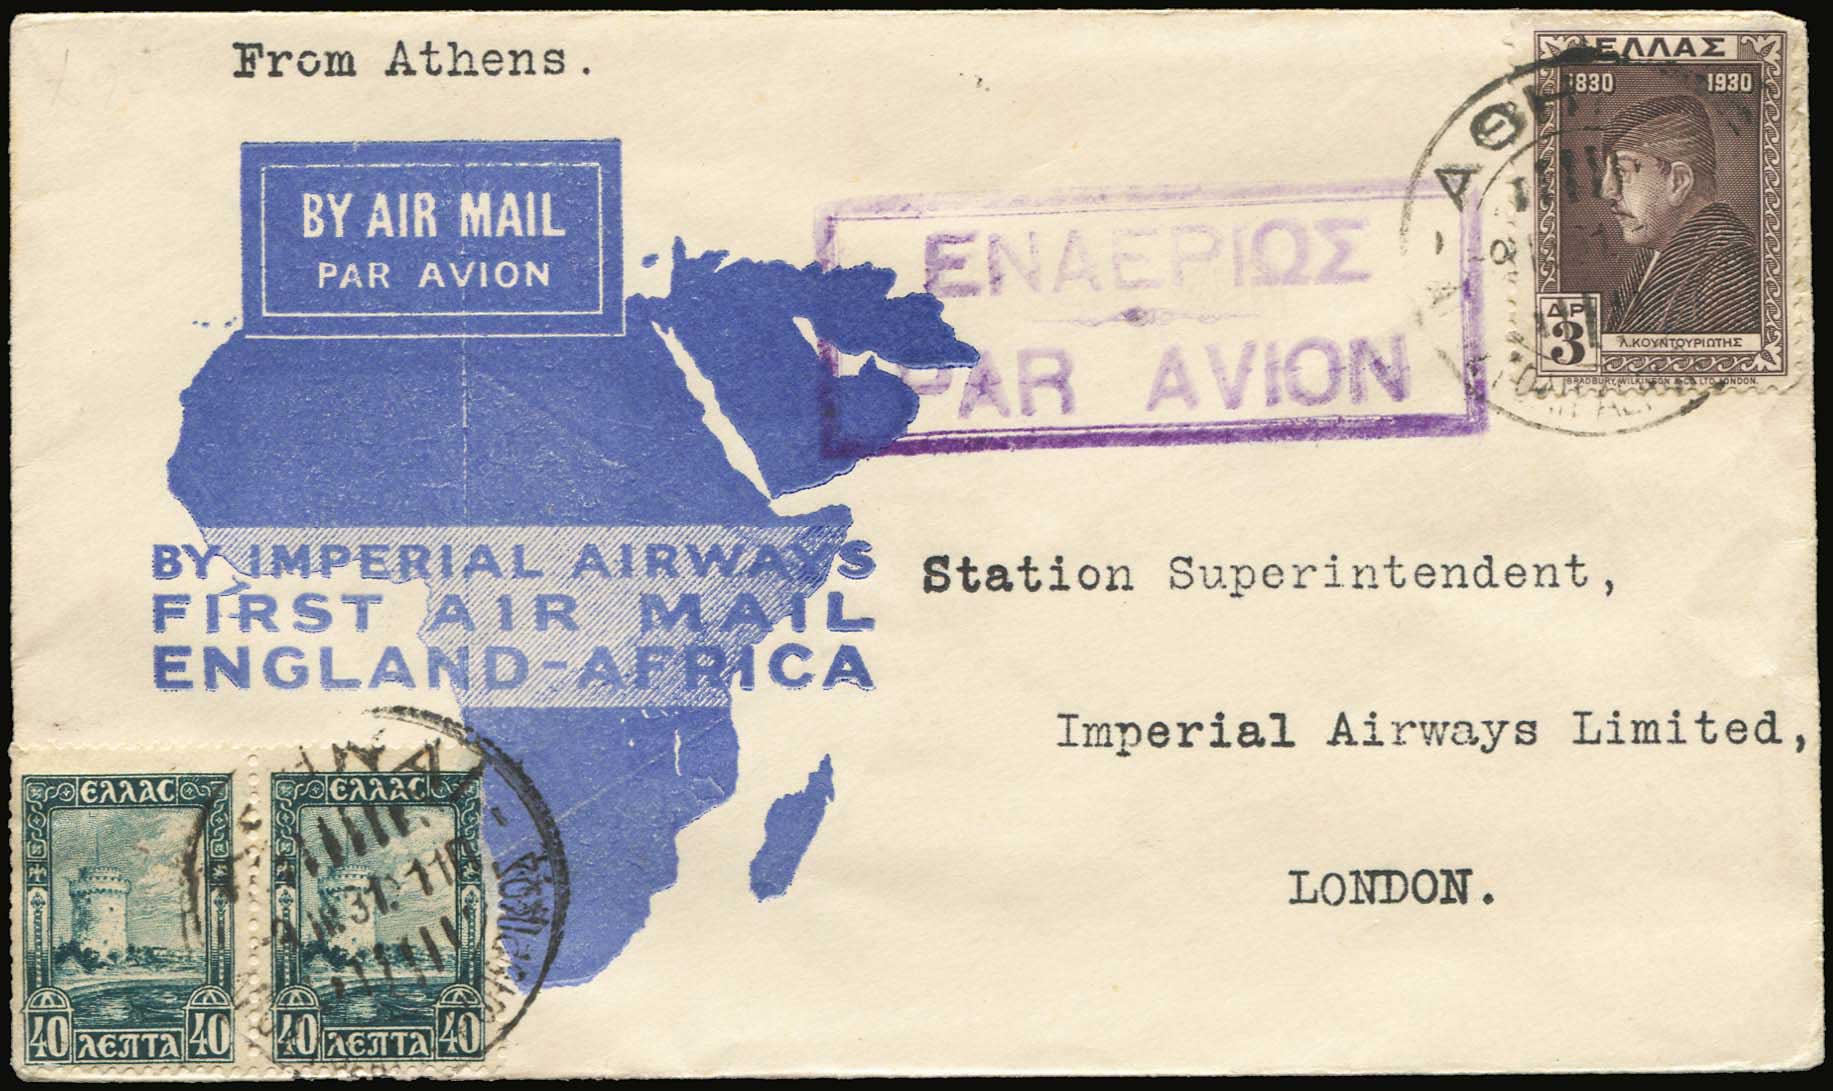 From Athens.
ΕΛΛΑΣ
1830 1930
BY AIR MAIL
PAR AVION
ΕΝΑΕΡΙΩΣ
PAR AVION
ΔΡ
3
Λ.ΚΟΥΝΤΟΥΡΙΩΤΗΣ
BRADBURY, WILKINSON & CO. LTD. LONDON.
BY IMPERIAL AIRWAYS
FIRST AIR MAIL
ENGLAND-AFRICA
Station Superintendent,
Imperial Airways Limited,
LONDON.
ΕΛΛΑΣ
ΕΛΛΑΣ
40 ΛΕΠΤΑ 40
40 ΛΕΠΤΑ 40